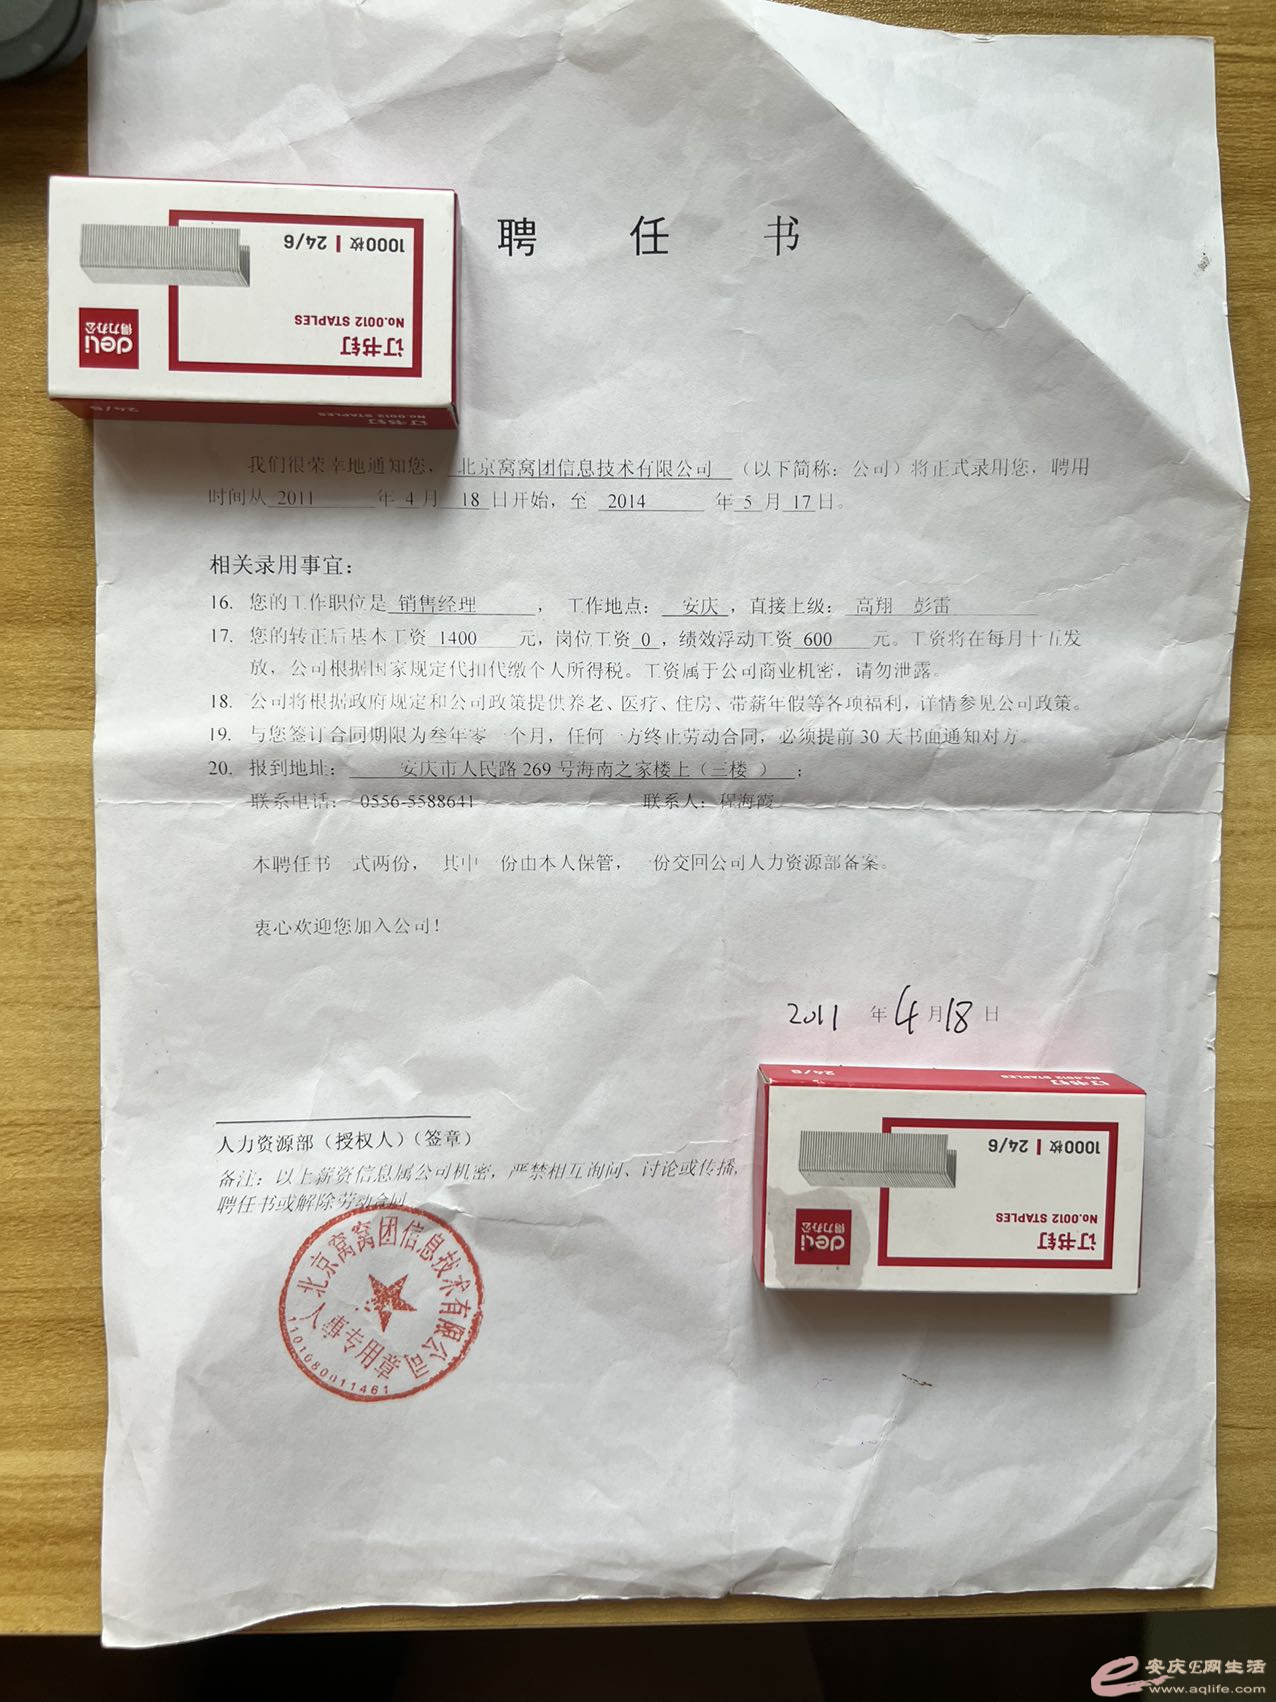 聘 任 书
1000枚 | 24/6
No.0012 STAPLES
订书钉
deli
得力办公
24/6
No.0012 STAPLES
订书钉
我们很荣幸地通知您， 北京窝窝团信息技术有限公司 （以下简称：公司）将正式录用您，聘用
时间从 2011 年 4 月 18 日开始，至 2014 年 5 月 17 日。
相关录用事宜：
16. 您的工作职位是 销售经理 ， 工作地点： 安庆 ，直接上级： 高翔 彭雷
17. 您的转正后基本工资 1400 元，岗位工资 0 ，绩效浮动工资 600 元。工资将在每月十五发
放，公司根据国家规定代扣代缴个人所得税。工资属于公司商业机密，请勿泄露。
18. 公司将根据政府规定和公司政策提供养老、医疗、住房、带薪年假等各项福利，详情参见公司政策。
19. 与您签订合同期限为叁年零一个月，任何一方终止劳动合同，必须提前 30 天书面通知对方。
20. 报到地址： 安庆市人民路 269 号海南之家楼上（三楼 ） ；
联系电话： 0556-5588641 联系人：程海霞
本聘任书一式两份， 其中一份由本人保管，一份交回公司人力资源部备案。
衷心欢迎您加入公司！
2011 年 4 月 18 日
人力资源部（授权人）（签章）
备注：以上薪资信息属公司机密，严禁相互询问、讨论或传播，
聘任书或解除劳动合同
北京窝窝团信息技术有限公司
人事专用章
1101080011461
24/6
No.0012 STAPLES
订书钉
1000枚 | 24/6
No.0012 STAPLES
订书钉
deli
得力办公
安庆E网生活
www.aqlife.com